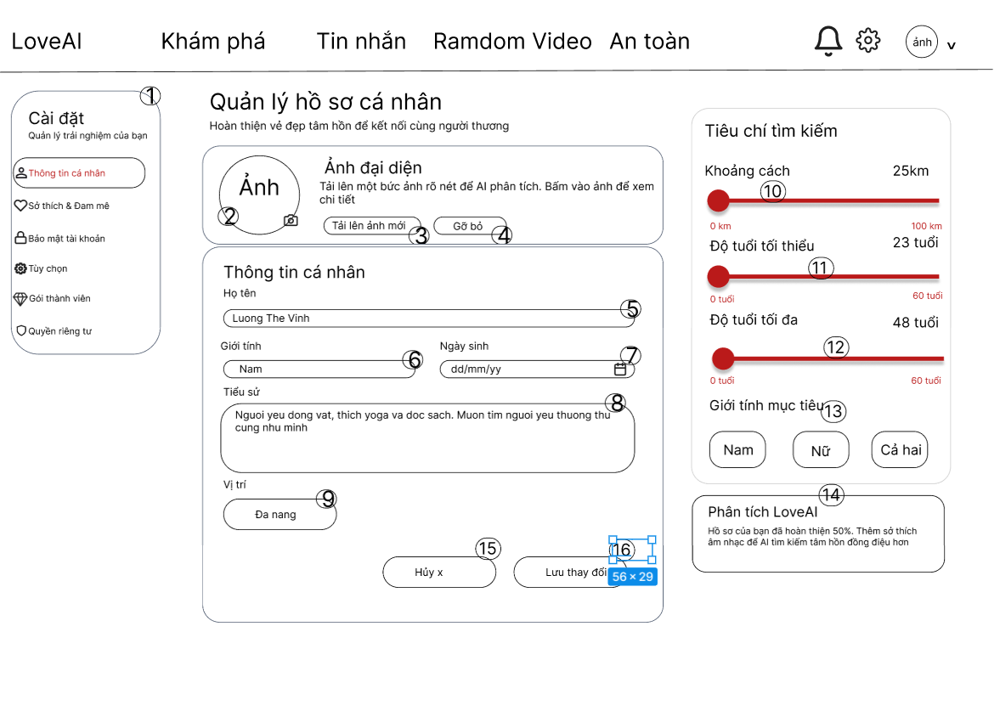 LoveAI
Khám phá
Tin nhắn
Ramdom Video
An toàn
ảnh
v
1
Cài đặt
Quản lý trải nghiệm của bạn
Thông tin cá nhân
Sở thích & Đam mê
Bảo mật tài khoản
Tùy chọn
Gói thành viên
Quyền riêng tư
Quản lý hồ sơ cá nhân
Hoàn thiện vẻ đẹp tâm hồn để kết nối cùng người thương
Ảnh
2
Ảnh đại diện
Tải lên một bức ảnh rõ nét để AI phân tích. Bấm vào ảnh để xem
chi tiết
Tải lên ảnh mới
3
Gỡ bỏ
4
Thông tin cá nhân
Họ tên
5
Luong The Vinh
Giới tính
6
Nam
Ngày sinh
7
dd/mm/yy
Tiểu sử
8
Nguoi yeu dong vat, thich yoga va doc sach. Muon tim nguoi yeu thuong thu
cung nhu minh
Vị trí
9
Đa nang
15
Hủy x
16
Lưu thay đổi
56 × 29
Tiêu chí tìm kiếm
Khoảng cách
25km
10
0 km
100 km
Độ tuổi tối thiểu
23 tuổi
11
0 tuổi
60 tuổi
Độ tuổi tối đa
48 tuổi
12
0 tuổi
60 tuổi
Giới tính mục tiêu
13
Nam
Nữ
Cả hai
14
Phân tích LoveAI
Hồ sơ của bạn đã hoàn thiện 50%. Thêm sở thích
âm nhạc để AI tìm kiếm tâm hồn đồng điệu hơn